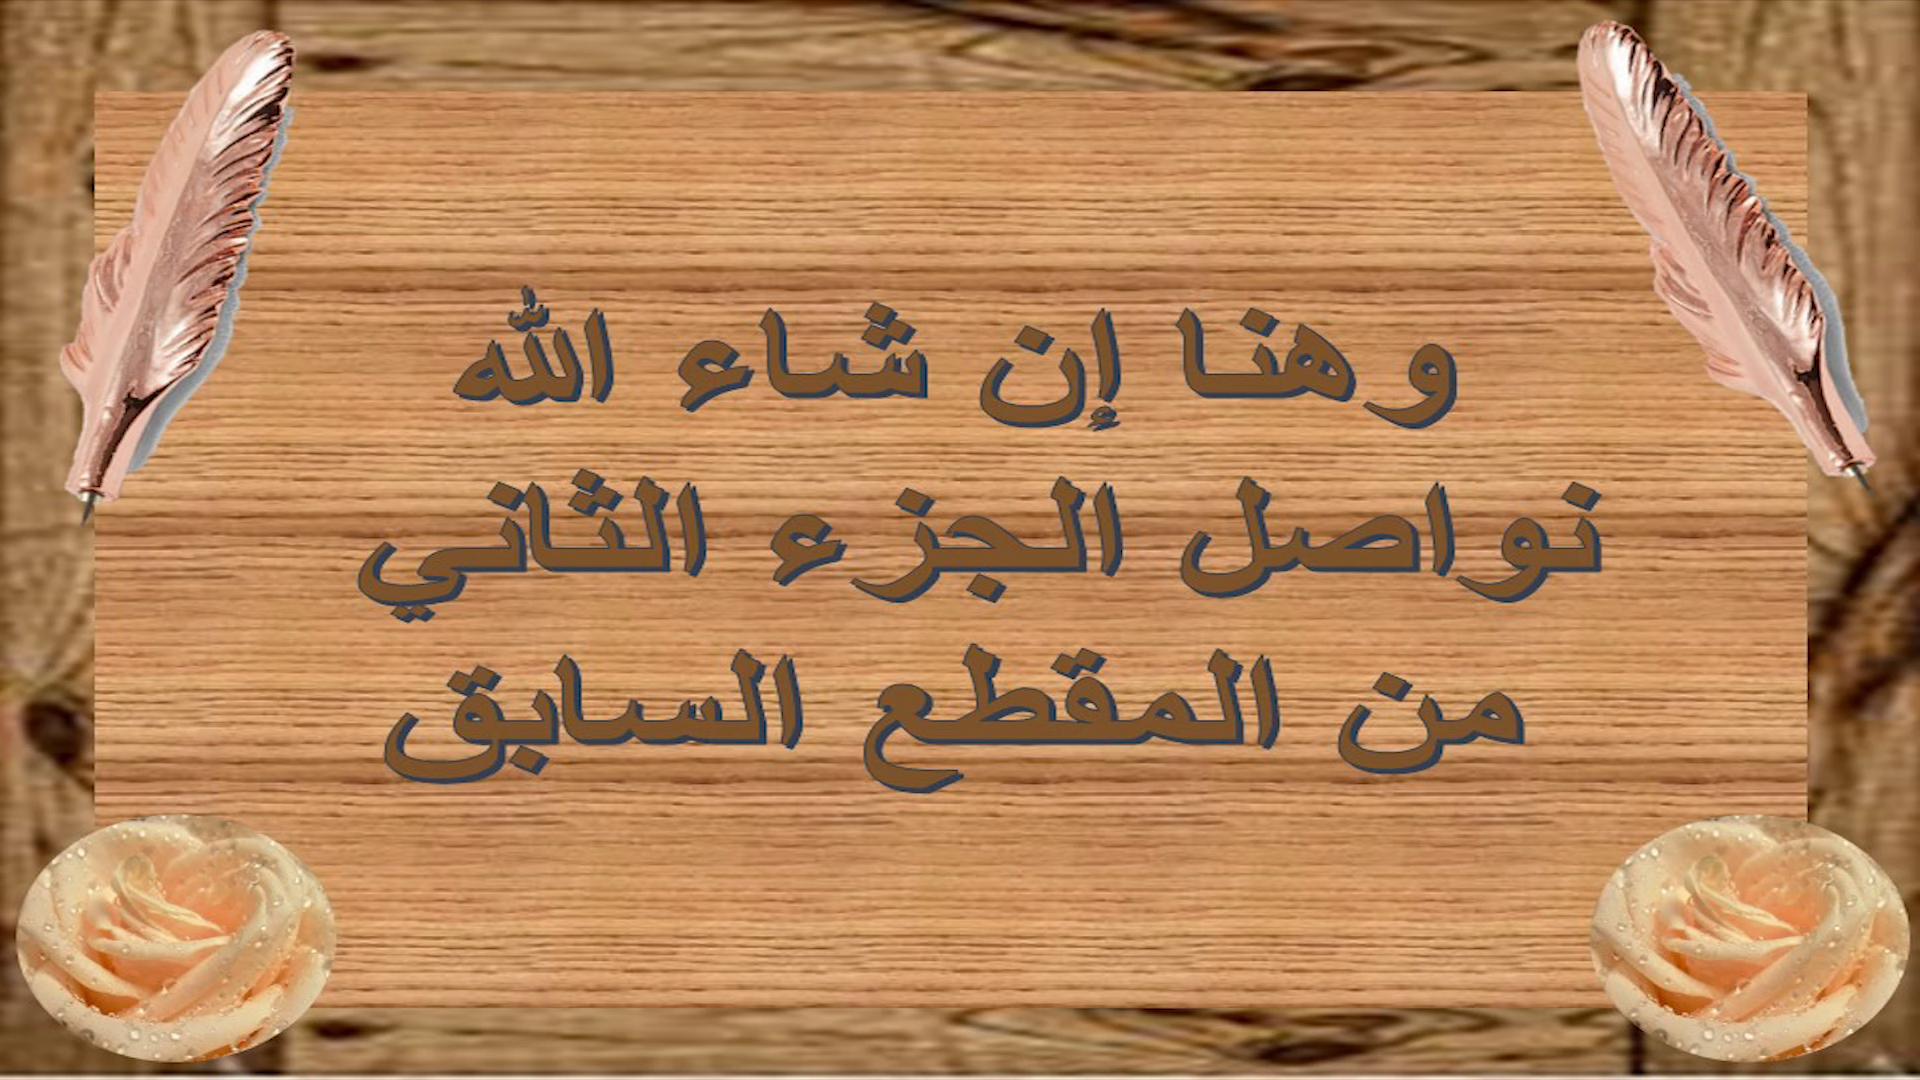 وهنا إن شاء الله
نواصل الجزء الثاني
من المقطع السابق